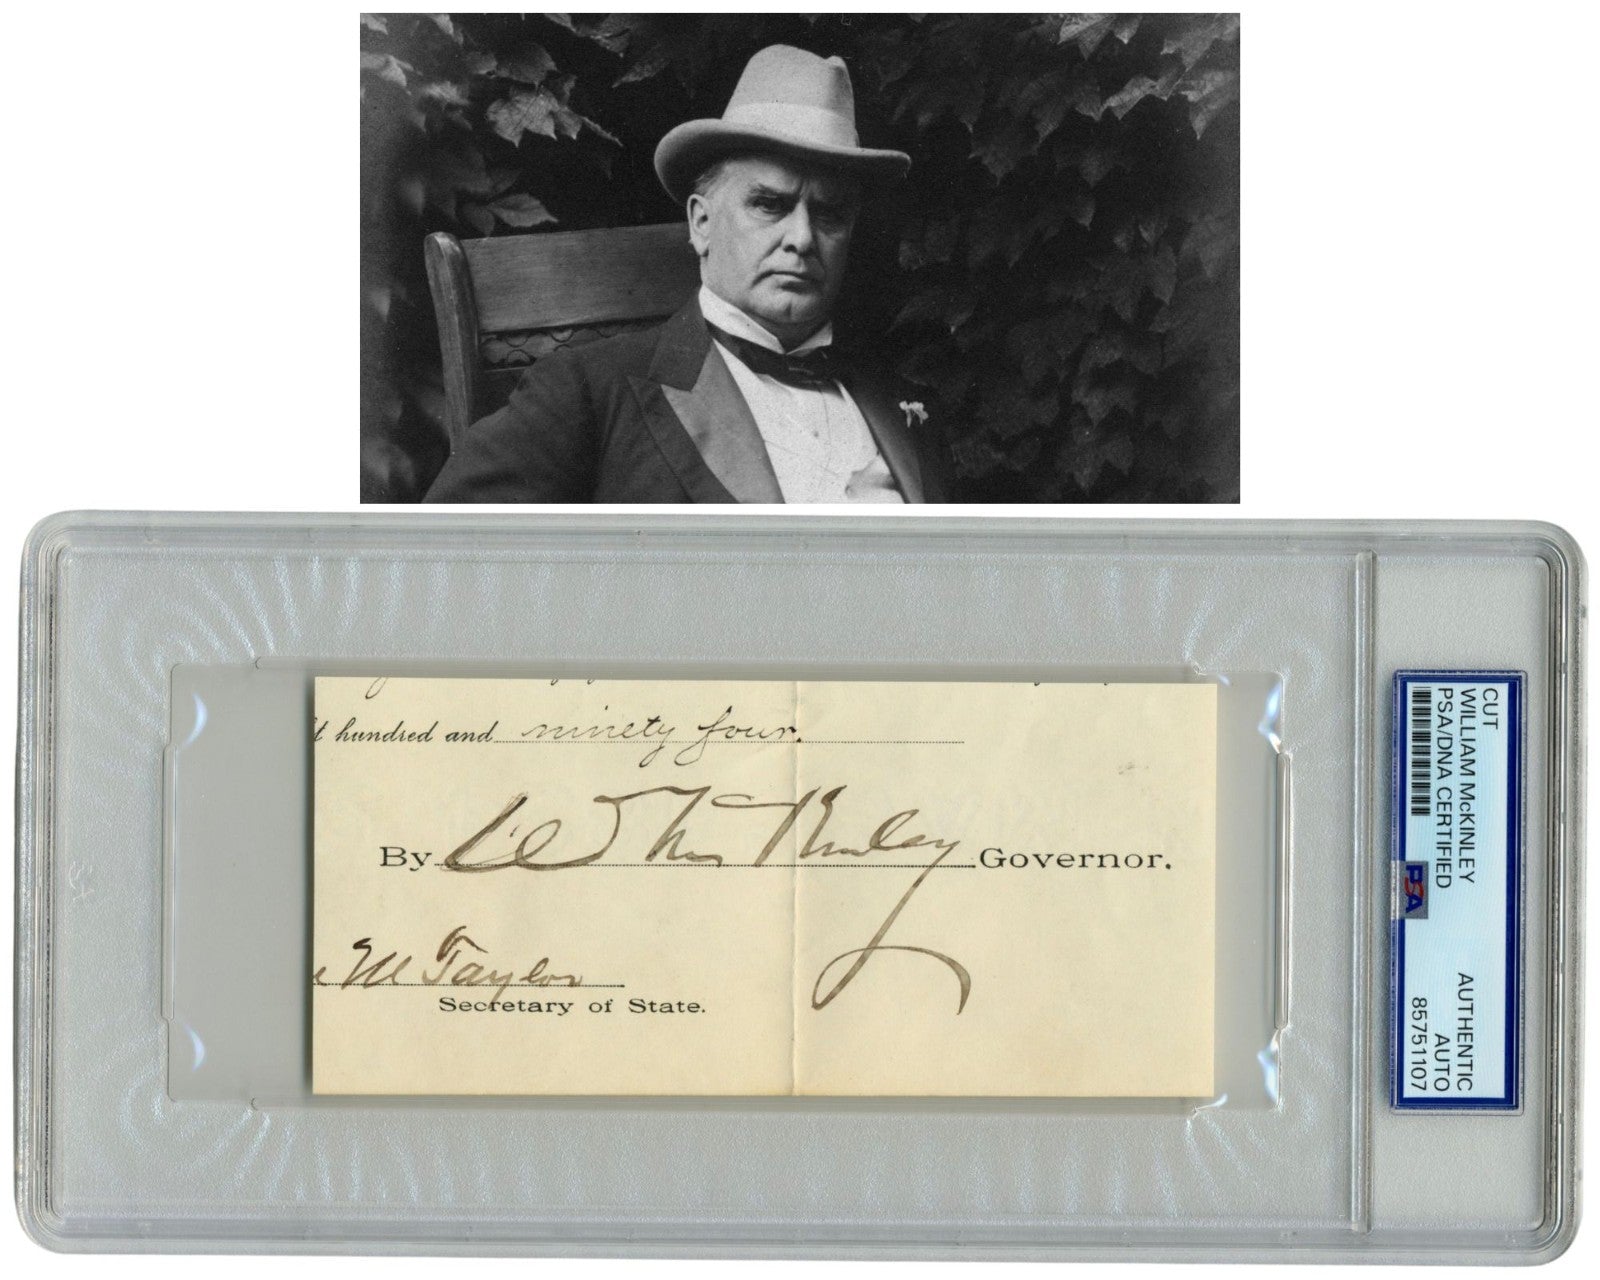 t hundred and ninety four.
By W McKinley Governor.
M Taylor
Secretary of State.
CUT
WILLIAM McKINLEY
PSA/DNA CERTIFIED
PSA
AUTHENTIC
AUTO
85751107